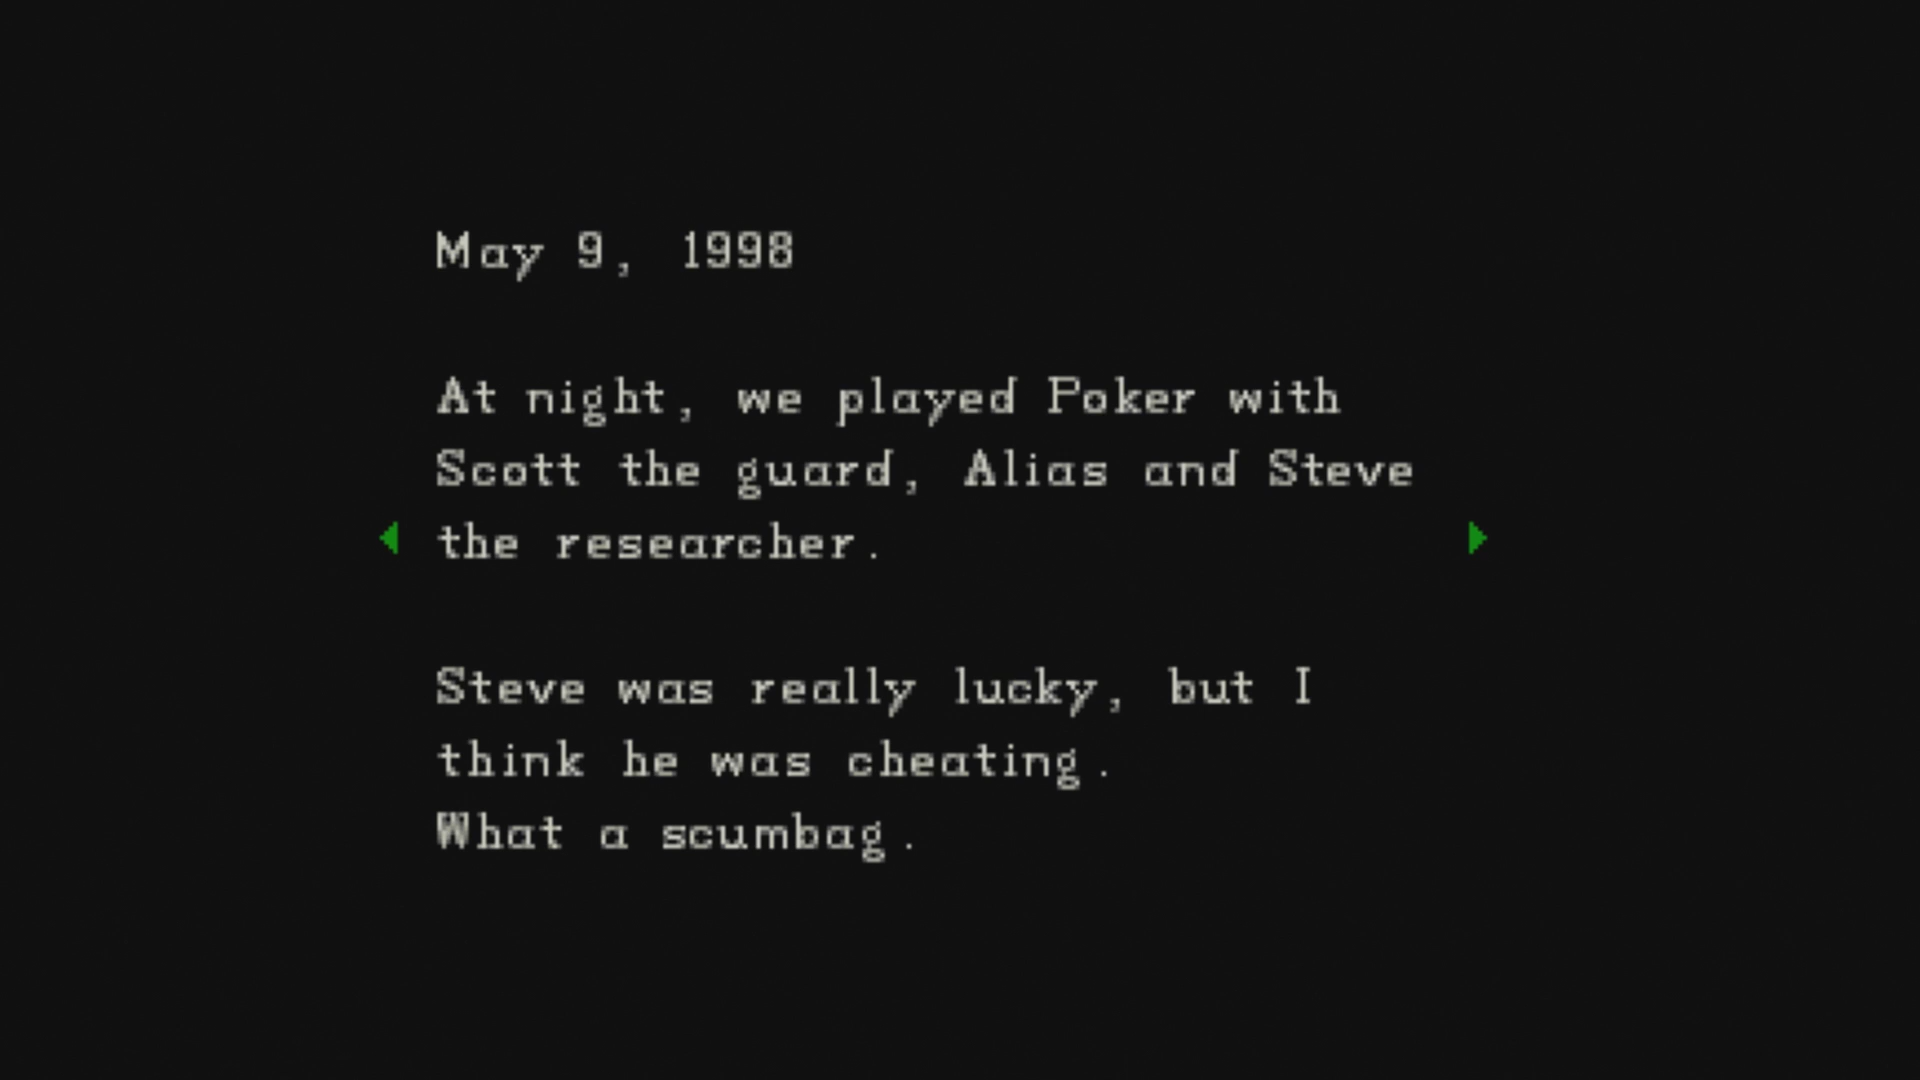 May 9, 1998
At night, we played Poker with
Scott the guard, Alias and Steve
the researcher.
Steve was really lucky, but I
think he was cheating.
What a scumbag.